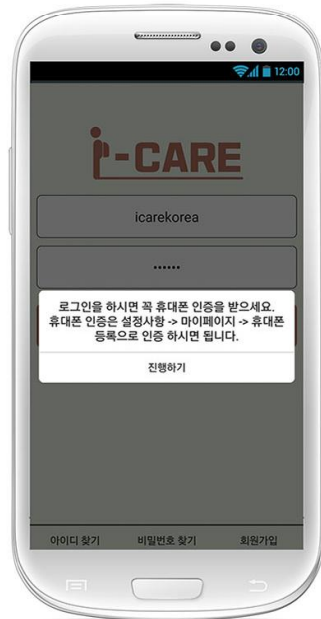 12:00
i-CARE
icarekorea
••••••
로그인을 하시면 꼭 휴대폰 인증을 받으세요.
휴대폰 인증은 설정사항 -> 마이페이지 -> 휴대폰
등록으로 인증 하시면 됩니다.
진행하기
아이디 찾기 비밀번호 찾기 회원가입